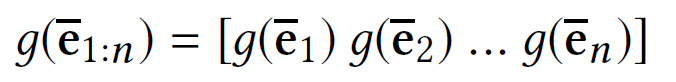 g(ē₁:ₙ) = [g(ē₁) g(ē₂) ... g(ēₙ)]